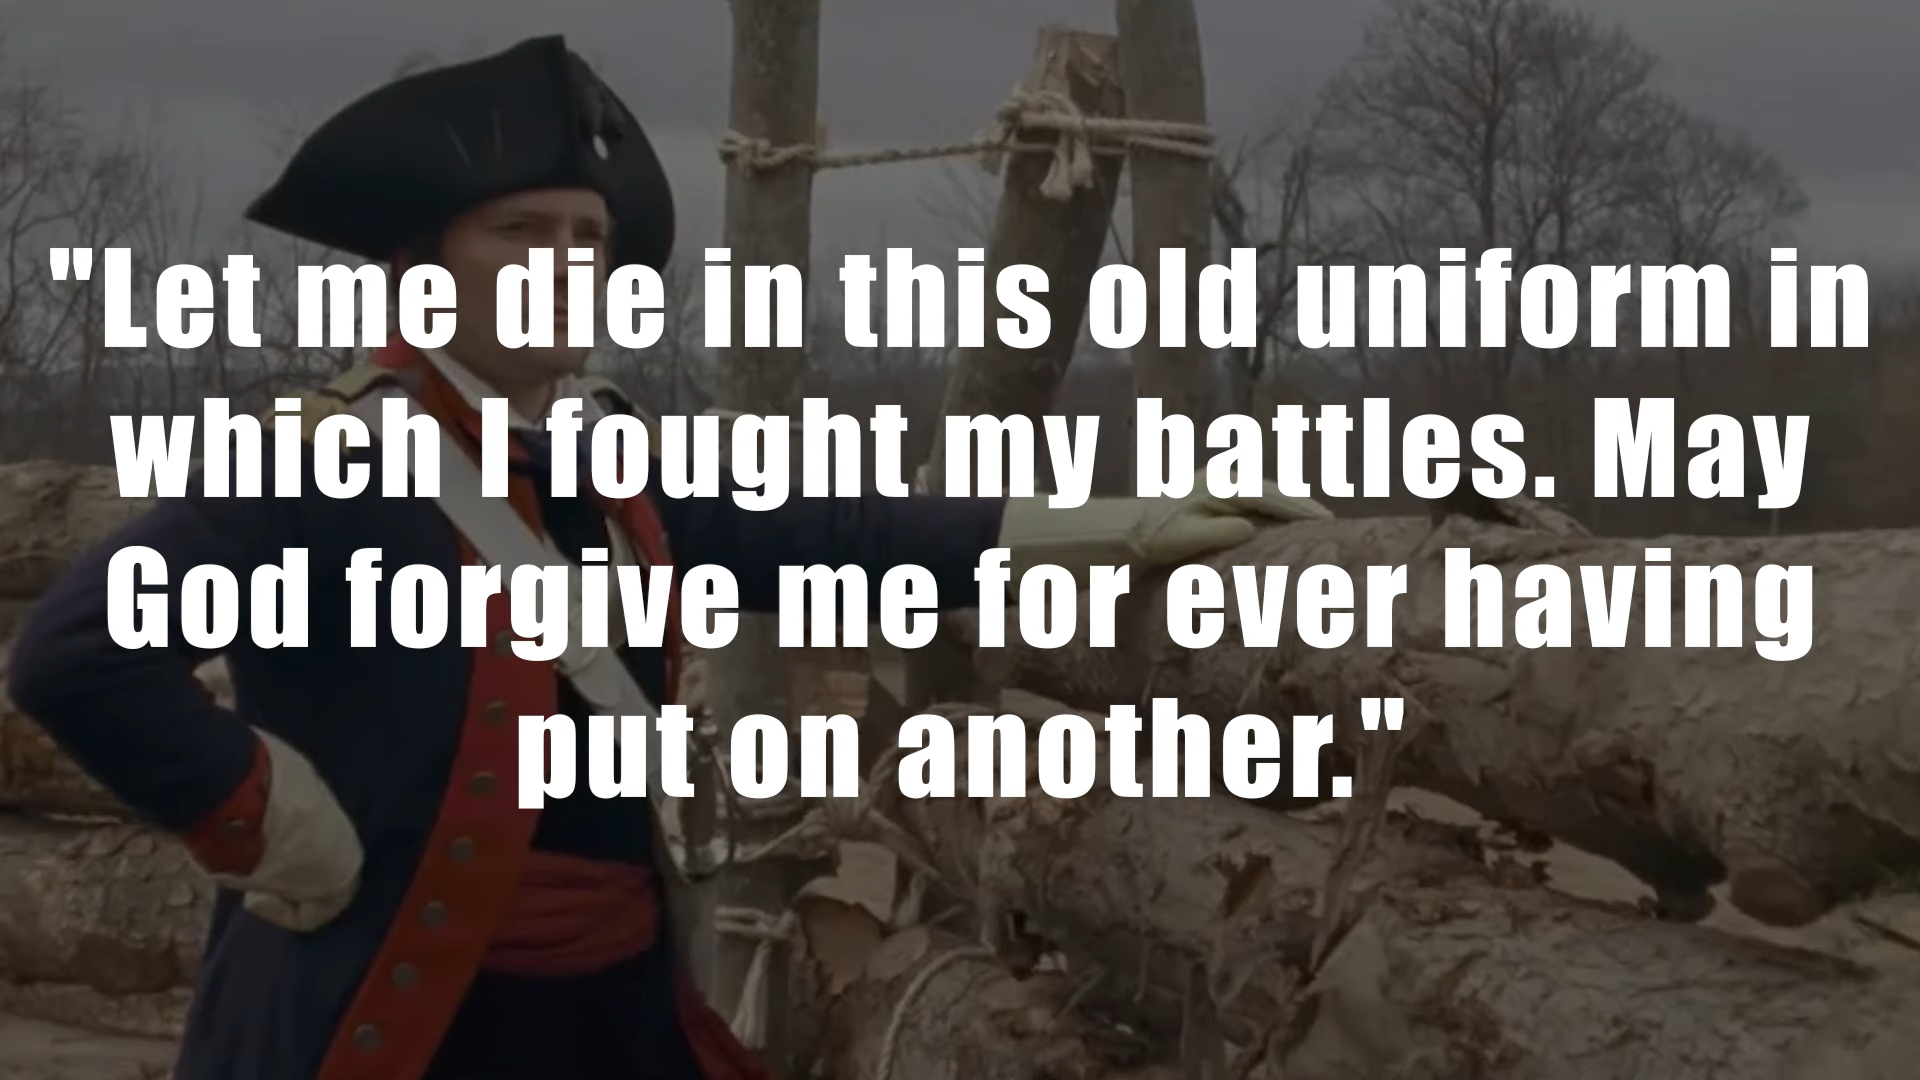 "Let me die in this old uniform in
which I fought my battles. May
God forgive me for ever having
put on another."